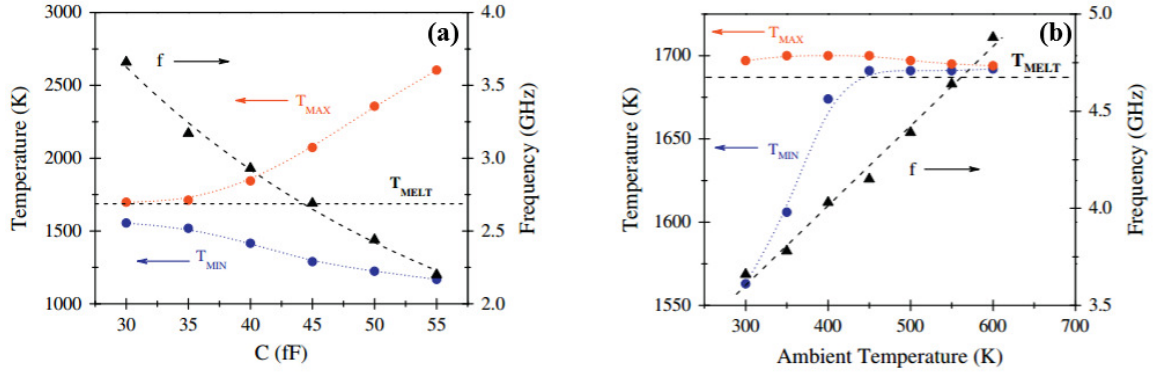 (a)
3000
2500
2000
1500
1000
Temperature (K)
f
T_MAX
T_MELT
T_MIN
4.0
3.5
3.0
2.5
2.0
Frequency (GHz)
30 35 40 45 50 55
C (fF)
(b)
1700
1650
1600
1550
Temperature (K)
T_MAX
T_MELT
T_MIN
f
5.0
4.5
4.0
3.5
Frequency (GHz)
300 400 500 600 700
Ambient Temperature (K)